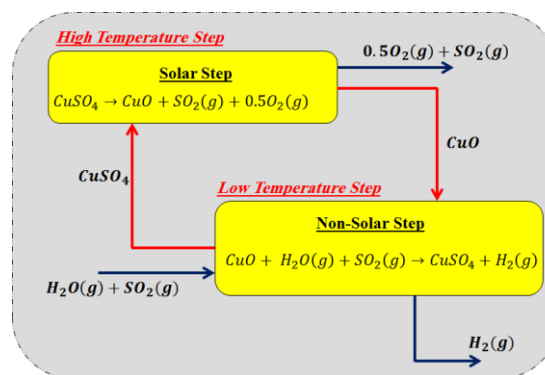 High Temperature Step
0.5O₂(g) + SO₂(g)
Solar Step
CuSO₄ → CuO + SO₂(g) + 0.5O₂(g)
CuO
CuSO₄
Low Temperature Step
Non-Solar Step
CuO + H₂O(g) + SO₂(g) → CuSO₄ + H₂(g)
H₂O(g) + SO₂(g)
H₂(g)